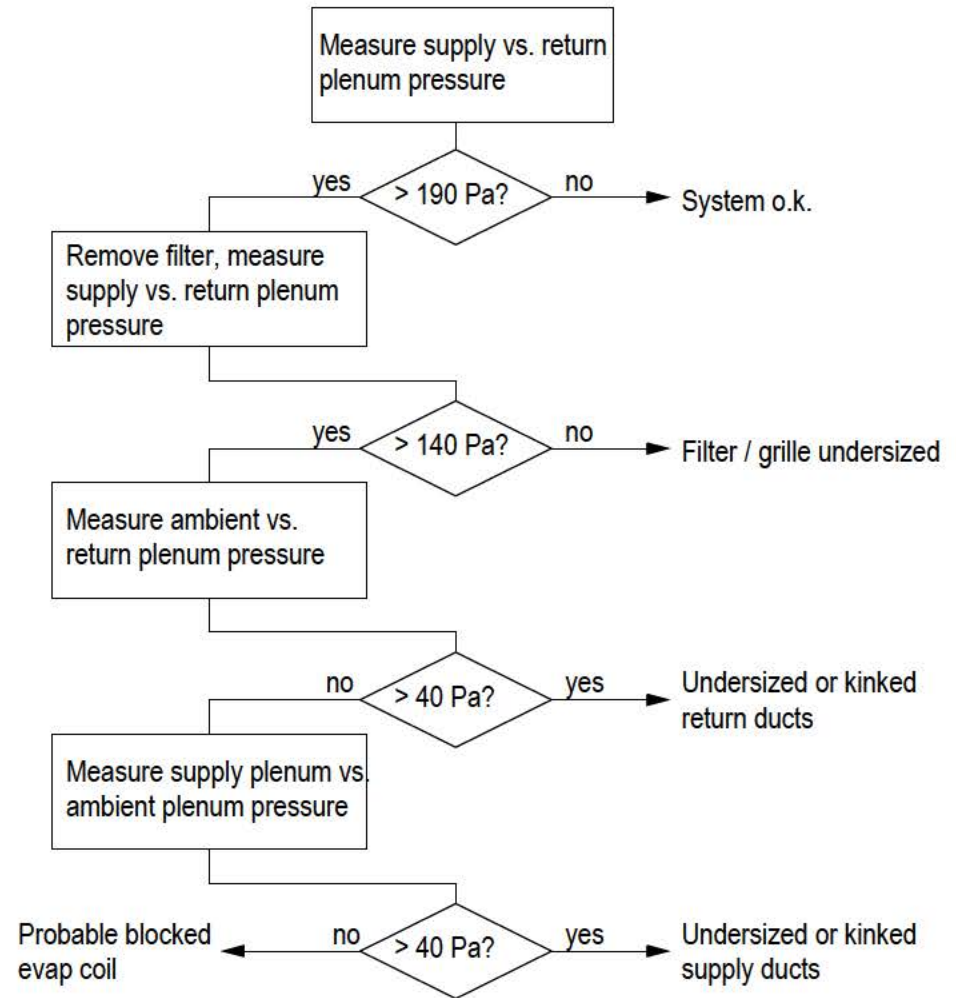 Measure supply vs. return
plenum pressure
yes
> 190 Pa?
no
System o.k.
Remove filter, measure
supply vs. return plenum
pressure
yes
> 140 Pa?
no
Filter / grille undersized
Measure ambient vs.
return plenum pressure
no
> 40 Pa?
yes
Undersized or kinked
return ducts
Measure supply plenum vs.
ambient plenum pressure
Probable blocked
evap coil
no
> 40 Pa?
yes
Undersized or kinked
supply ducts